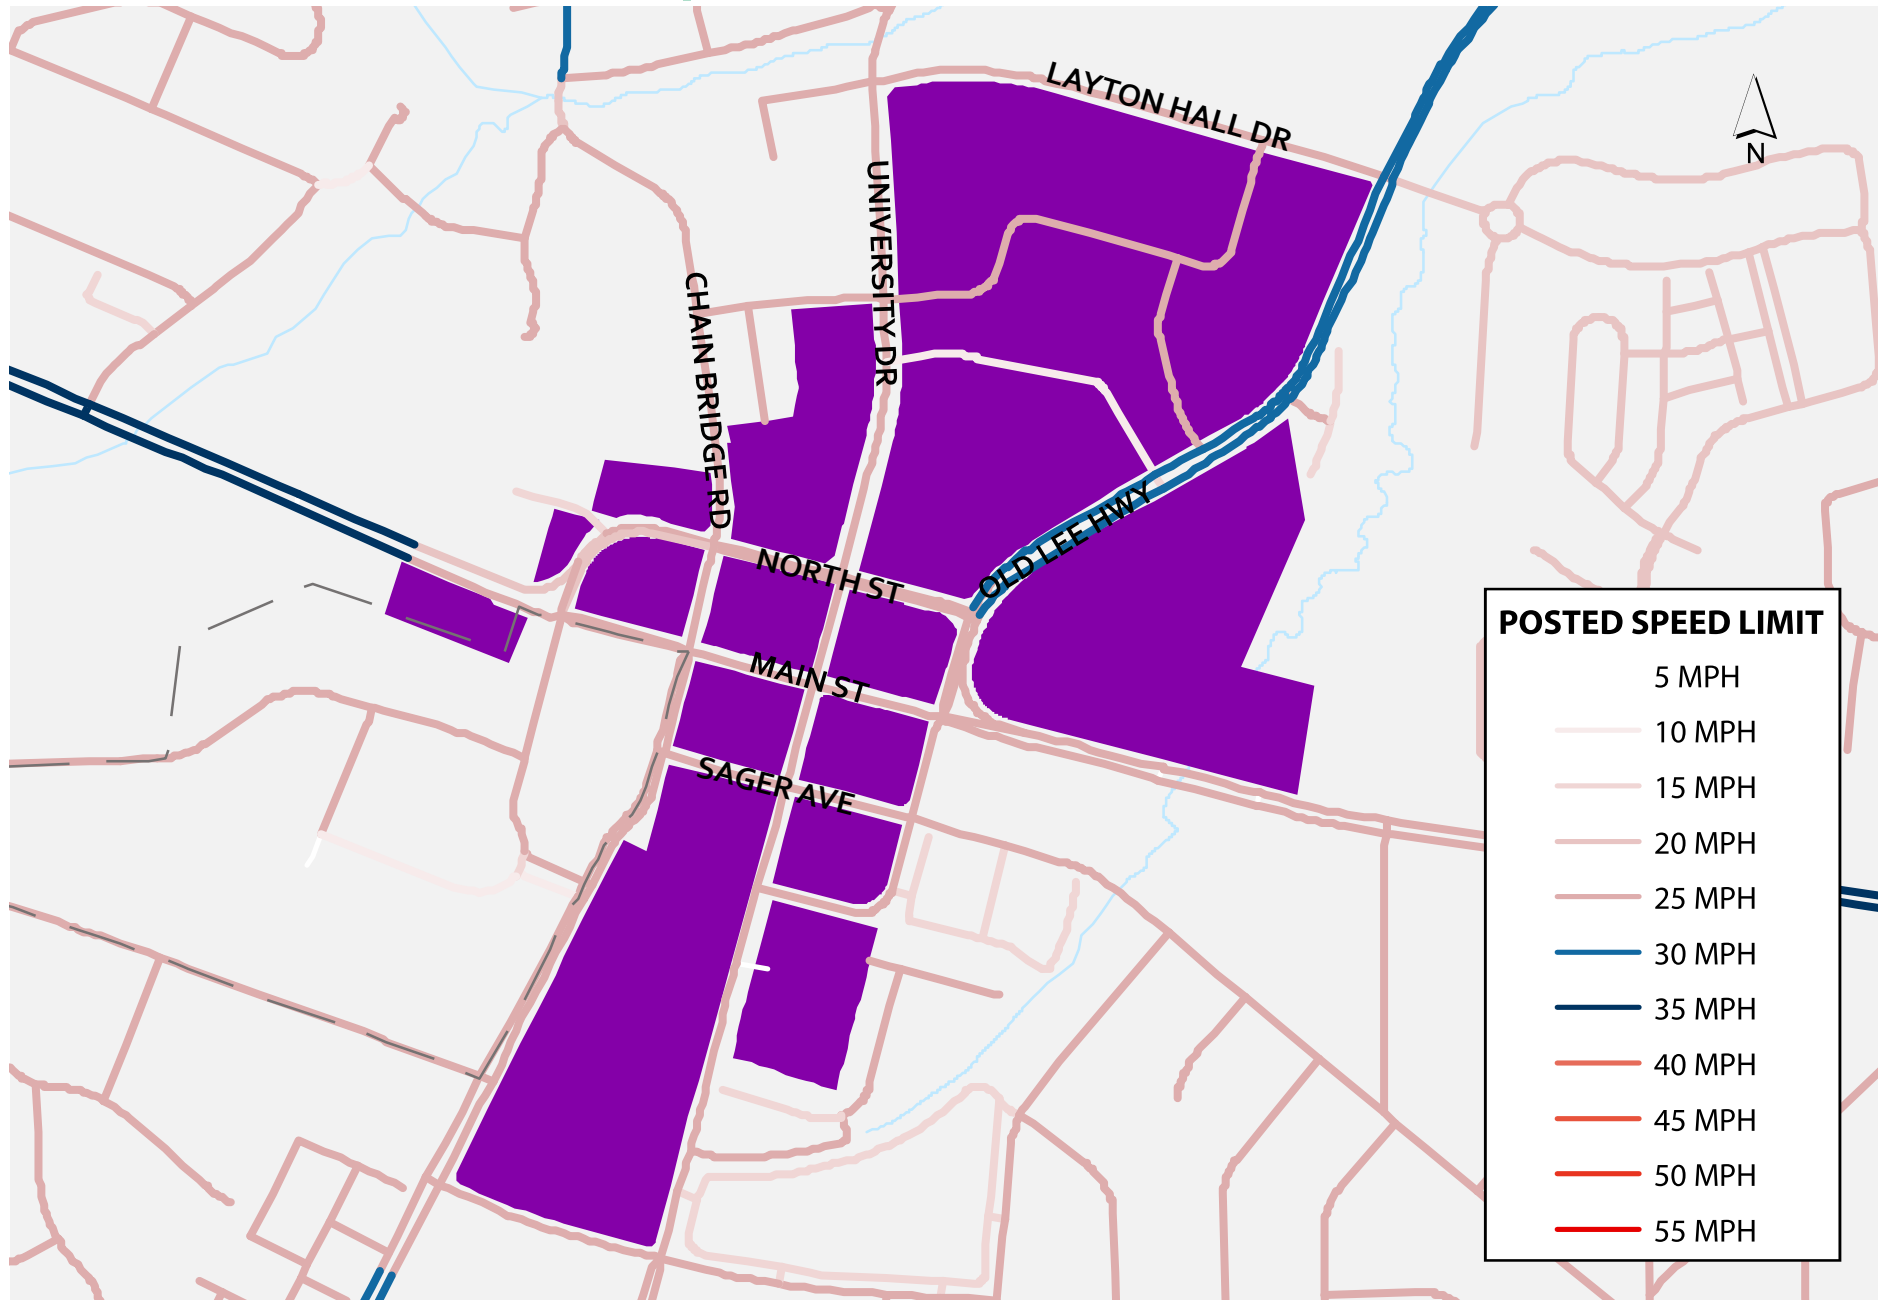 LAYTON HALL DR
N
UNIVERSITY DR
CHAIN BRIDGE RD
OLD LEE HWY
NORTH ST
MAIN ST
SAGER AVE
POSTED SPEED LIMIT
5 MPH
10 MPH
15 MPH
20 MPH
25 MPH
30 MPH
35 MPH
40 MPH
45 MPH
50 MPH
55 MPH